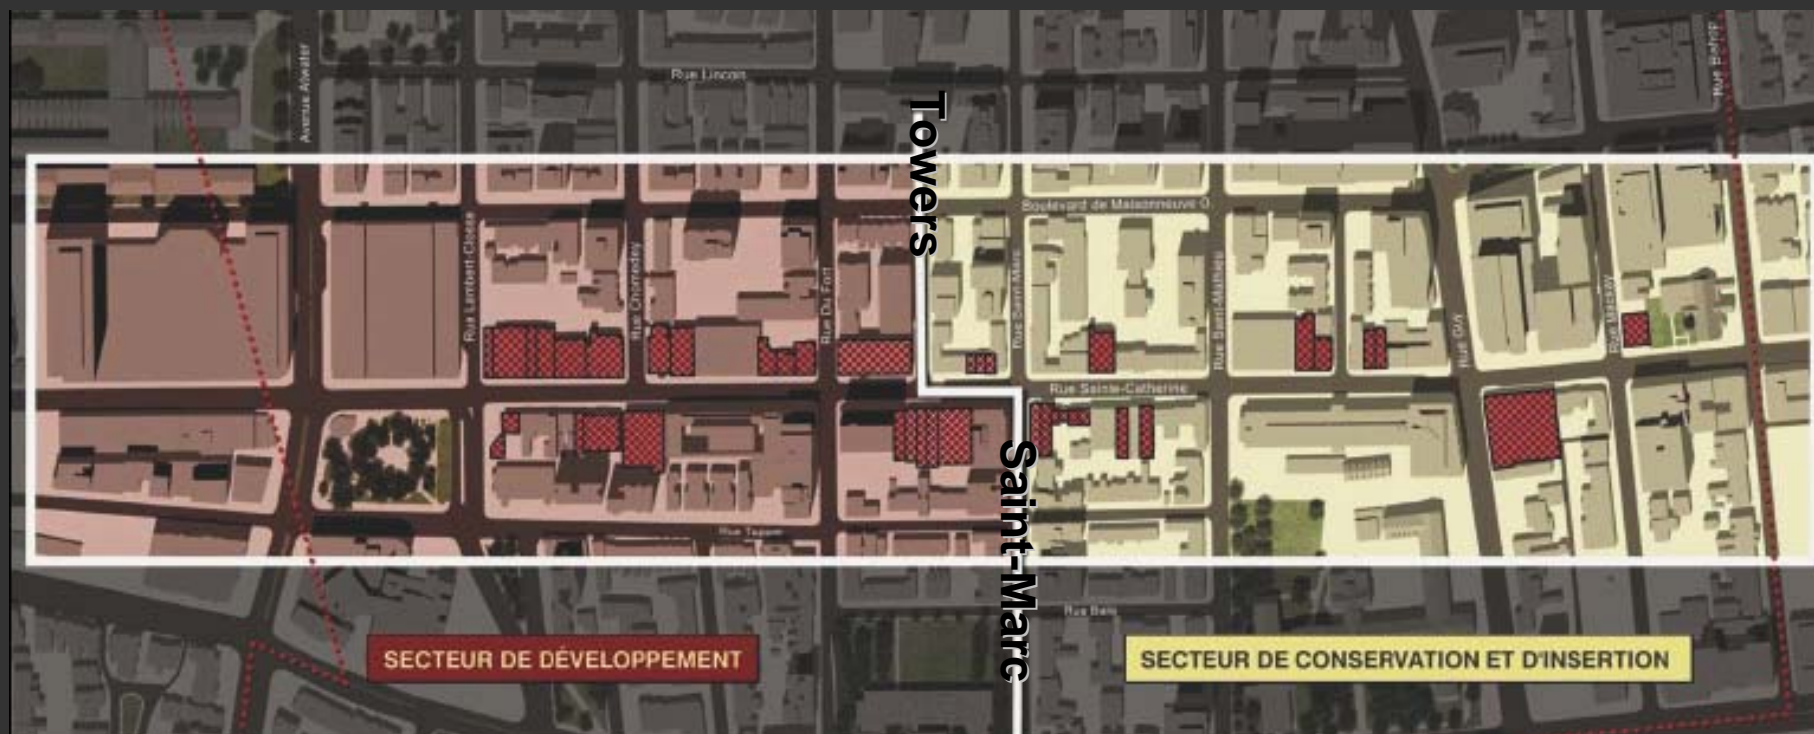 Rue Lincoln
Avenue Atwater
Rue Bishop
Towers
Boulevard de Maisonneuve O.
Rue Lambert-Closse
Rue Chomedey
Rue Du Fort
Rue Saint-Marc
Rue Saint-Mathieu
Rue Guy
Rue Mackay
Rue Sainte-Catherine
Saint-Marc
Rue Tupper
Rue Baile
SECTEUR DE DÉVELOPPEMENT
SECTEUR DE CONSERVATION ET D'INSERTION